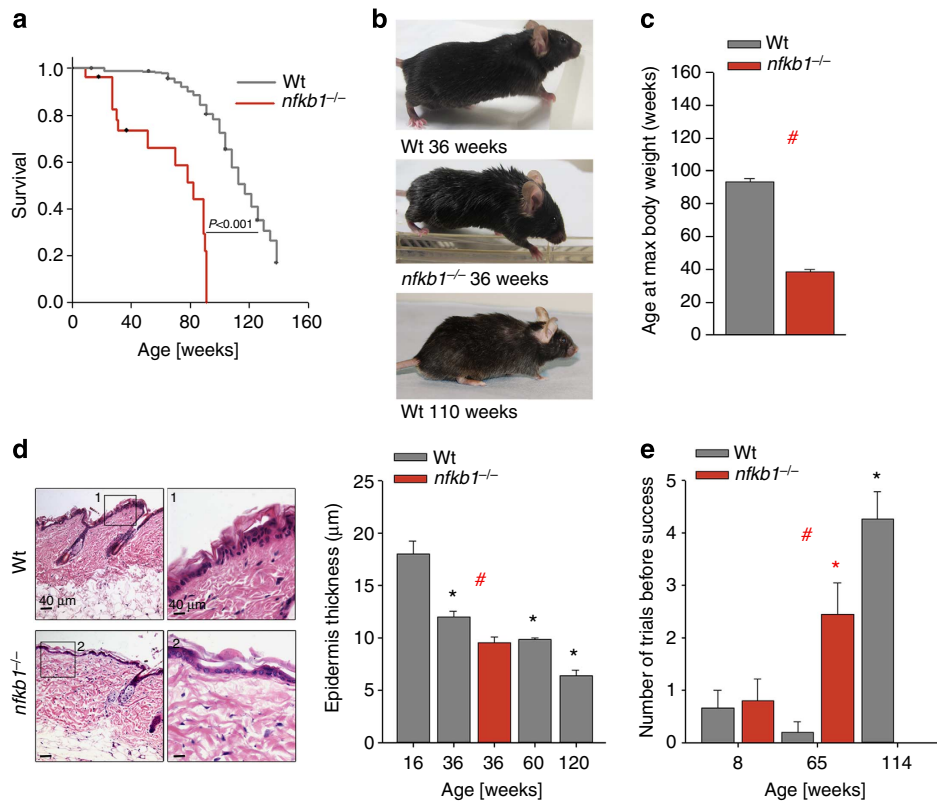 a
Survival
1.0
0.8
0.6
0.4
0.2
0.0
0 40 80 120 160
Age [weeks]
Wt
nfkb1–/–
P<0.001
b
Wt 36 weeks
nfkb1–/– 36 weeks
Wt 110 weeks
c
Wt
nfkb1–/–
Age at max body weight (weeks)
160
140
120
100
80
60
40
20
0
#
d
Wt
nfkb1–/–
1
40 µm
1
40 µm
2
2
Wt
nfkb1–/–
Epidermis thickness (µm)
25
20
15
10
5
0
* # * *
16 36 36 60 120
Age [weeks]
e
Wt
nfkb1–/–
Number of trials before success
5
4
3
2
1
0
*
#
*
8 65 114
Age [weeks]